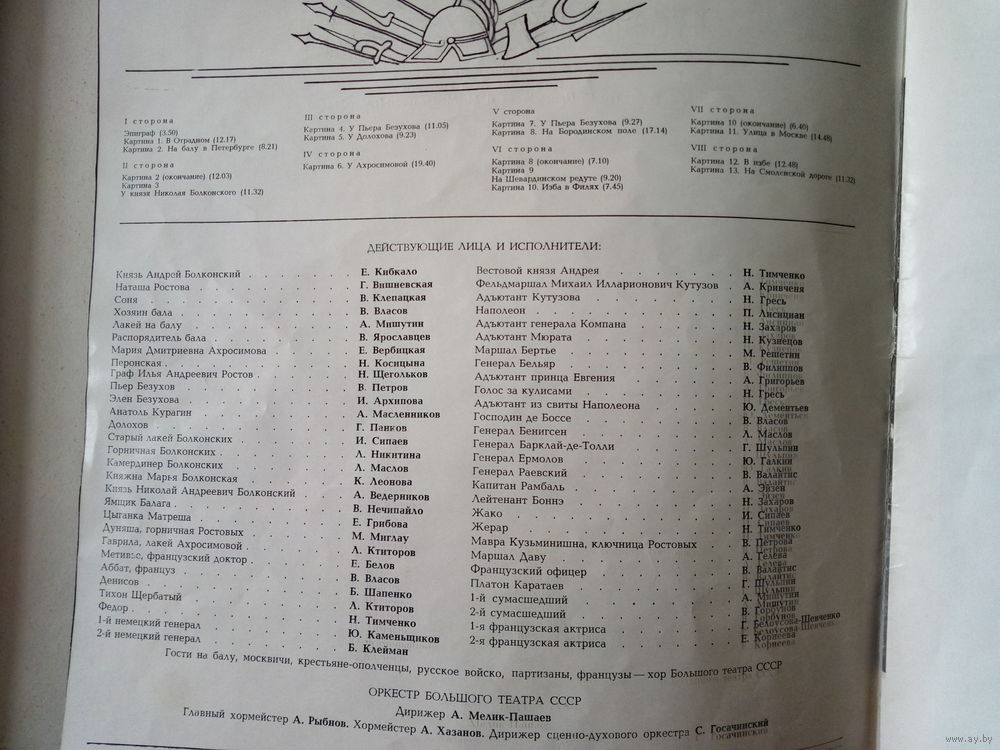 I сторона
Эпиграф (3.50)
Картина 1. В Отрадном (12.17)
Картина 2. На балу в Петербурге (8.21)
II сторона
Картина 2 (окончание) (12.03)
Картина 3
У князя Николая Болконского (11.32)
III сторона
Картина 4. У Пьера Безухова (11.05)
Картина 5. У Долохова (9.23)
IV сторона
Картина 6. У Ахросимовой (19.40)
V сторона
Картина 7. У Пьера Безухова (9.27)
Картина 8. На Бородинском поле (17.14)
VI сторона
Картина 8 (окончание) (7.10)
Картина 9
На Шевардинском редуте (9.20)
Картина 10. Изба в Филях (7.45)
VII сторона
Картина 10 (окончание) (6.40)
Картина 11. Улица в Москве (14.48)
VIII сторона
Картина 12. В избе (12.48)
Картина 13. На Смоленской дороге (11.32)
ДЕЙСТВУЮЩИЕ ЛИЦА И ИСПОЛНИТЕЛИ:
Князь Андрей Болконский . . . . . . . Е. Кибкало
Наташа Ростова . . . . . . . Г. Вишневская
Соня . . . . . . . В. Клепацкая
Хозяин бала . . . . . . . В. Власов
Лакей на балу . . . . . . . А. Мишутин
Распорядитель бала . . . . . . . В. Ярославцев
Мария Дмитриевна Ахросимова . . . . . Е. Вербицкая
Перонская . . . . . . . Н. Косицына
Граф Илья Андреевич Ростов . . . . . . Н. Щегольков
Пьер Безухов . . . . . . . В. Петров
Элен Безухова . . . . . . . И. Архипова
Анатоль Курагин . . . . . . . А. Масленников
Долохов . . . . . . . Г. Панков
Старый лакей Болконских . . . . . . . И. Сипаев
Горничная Болконских . . . . . . . Л. Никитина
Камердинер Болконских . . . . . . . Л. Маслов
Княжна Марья Болконская . . . . . . . К. Леонова
Князь Николай Андреевич Болконский . . . . А. Ведерников
Ямщик Балага . . . . . . . В. Нечипайло
Цыганка Матреша . . . . . . . Е. Грибова
Дуняша, горничная Ростовых . . . . . . М. Миглау
Гаврила, лакей Ахросимовой . . . . . . Л. Ктиторов
Метивье, французский доктор . . . . . . Е. Белов
Аббат, француз . . . . . . . В. Власов
Денисов . . . . . . . Б. Шапенко
Тихон Щербатый . . . . . . . Л. Ктиторов
Федор . . . . . . . Н. Тимченко
1-й немецкий генерал . . . . . . . Ю. Каменьщиков
2-й немецкий генерал . . . . . . . Б. Клейман
Вестовой князя Андрея . . . . . . . Н. Тимченко
Фельдмаршал Михаил Илларионович Кутузов . А. Кривченя
Адъютант Кутузова . . . . . . . Н. Гресь
Наполеон . . . . . . . П. Лисициан
Адъютант генерала Компана . . . . . . Н. Захаров
Адъютант Мюрата . . . . . . . Н. Кузнецов
Маршал Бертье . . . . . . . М. Решетин
Генерал Бельяр . . . . . . . В. Филиппов
Адъютант принца Евгения . . . . . . А. Григорьев
Голос за кулисами . . . . . . . Н. Гресь
Адъютант из свиты Наполеона . . . . . Ю. Дементьев
Господин де Боссе . . . . . . . В. Власов
Генерал Бенигсен . . . . . . . Л. Маслов
Генерал Барклай-де-Толли . . . . . . Г. Шульпин
Генерал Ермолов . . . . . . . Ю. Галкин
Генерал Раевский . . . . . . . В. Валайтис
Капитан Рамбаль . . . . . . . А. Эйзен
Лейтенант Боннэ . . . . . . . Н. Захаров
Жако . . . . . . . И. Сипаев
Жерар . . . . . . . Н. Тимченко
Мавра Кузьминишна, ключница Ростовых . . В. Петрова
Маршал Даву . . . . . . . А. Гелева
Французский офицер . . . . . . . В. Валайтис
Платон Каратаев . . . . . . . Г. Шульпин
1-й сумасшедший . . . . . . . А. Мишутин
2-й сумасшедший . . . . . . . В. Горбунов
1-я французская актриса . . . . . . Г. Белоусова-Шевченко
2-я французская актриса . . . . . . Е. Корнеева
Гости на балу, москвичи, крестьяне-ополченцы, русское войско, партизаны, французы — хор Большого театра СССР
ОРКЕСТР БОЛЬШОГО ТЕАТРА СССР
Дирижер А. Мелик-Пашаев
Главный хормейстер А. Рыбнов. Хормейстер А. Хазанов. Дирижер сценно-духового оркестра С. Госачинский
www.ay.by